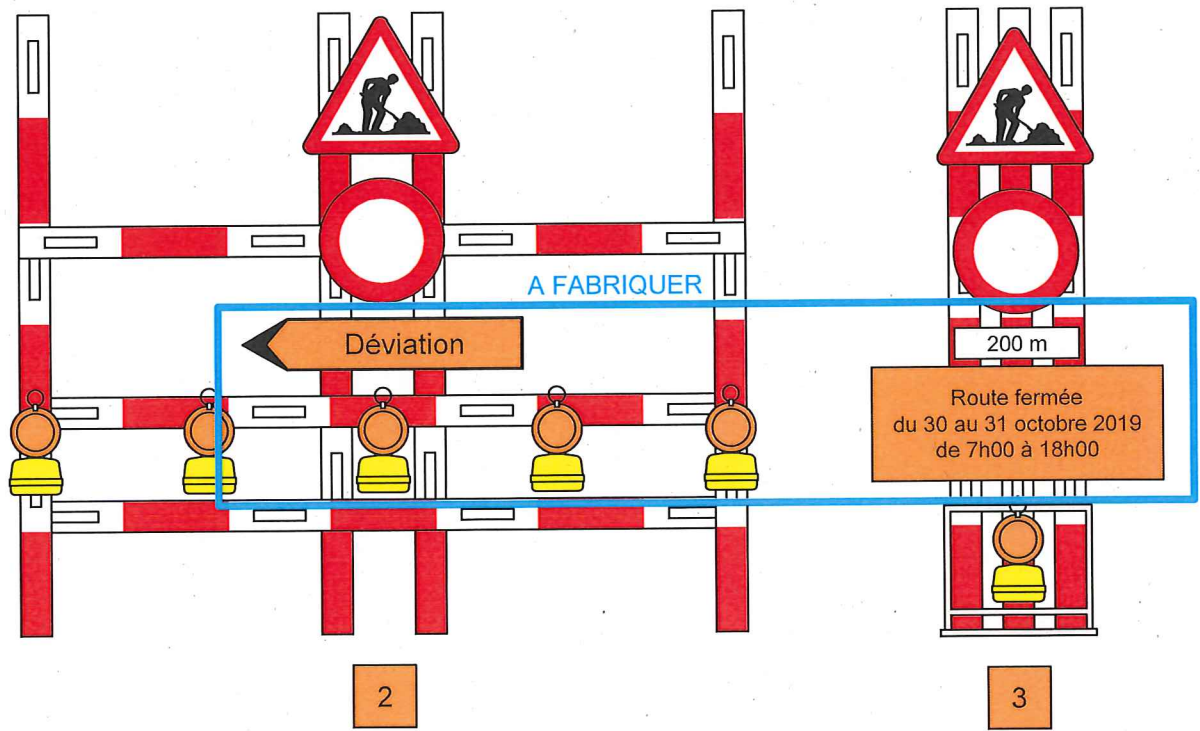 A FABRIQUER
Déviation
200 m
Route fermée
du 30 au 31 octobre 2019
de 7h00 à 18h00
2
3